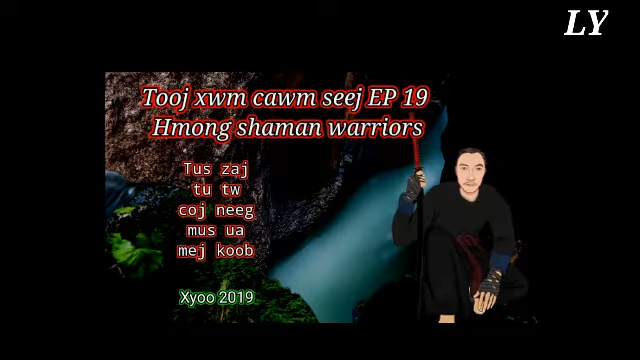 LY
Tooj xwm cawm seej EP 19
Hmong shaman warriors
Tus zaj
tu tw
coj neeg
mus ua
mej koob
Xyoo 2019